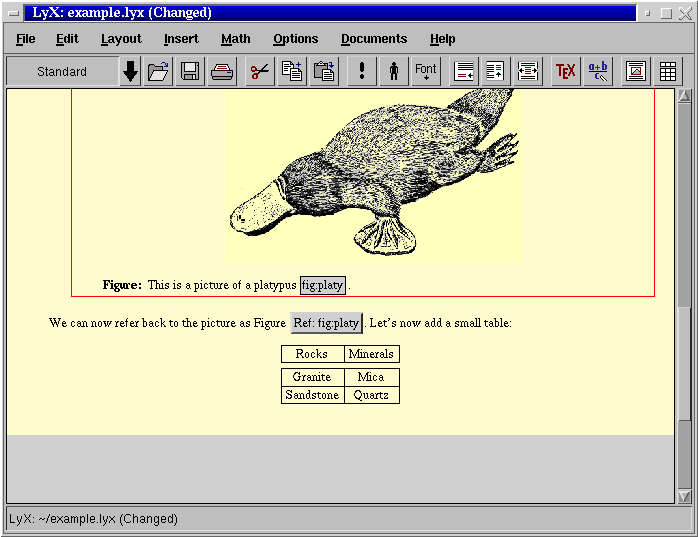 LyX: example.lyx (Changed)
File Edit Layout Insert Math Options Documents Help
Standard Font TEX a+b c
Figure: This is a picture of a platypus fig:platy .
We can now refer back to the picture as Figure Ref: fig:platy . Let's now add a small table:
Rocks Minerals
Granite Mica
Sandstone Quartz
LyX: ~/example.lyx (Changed)